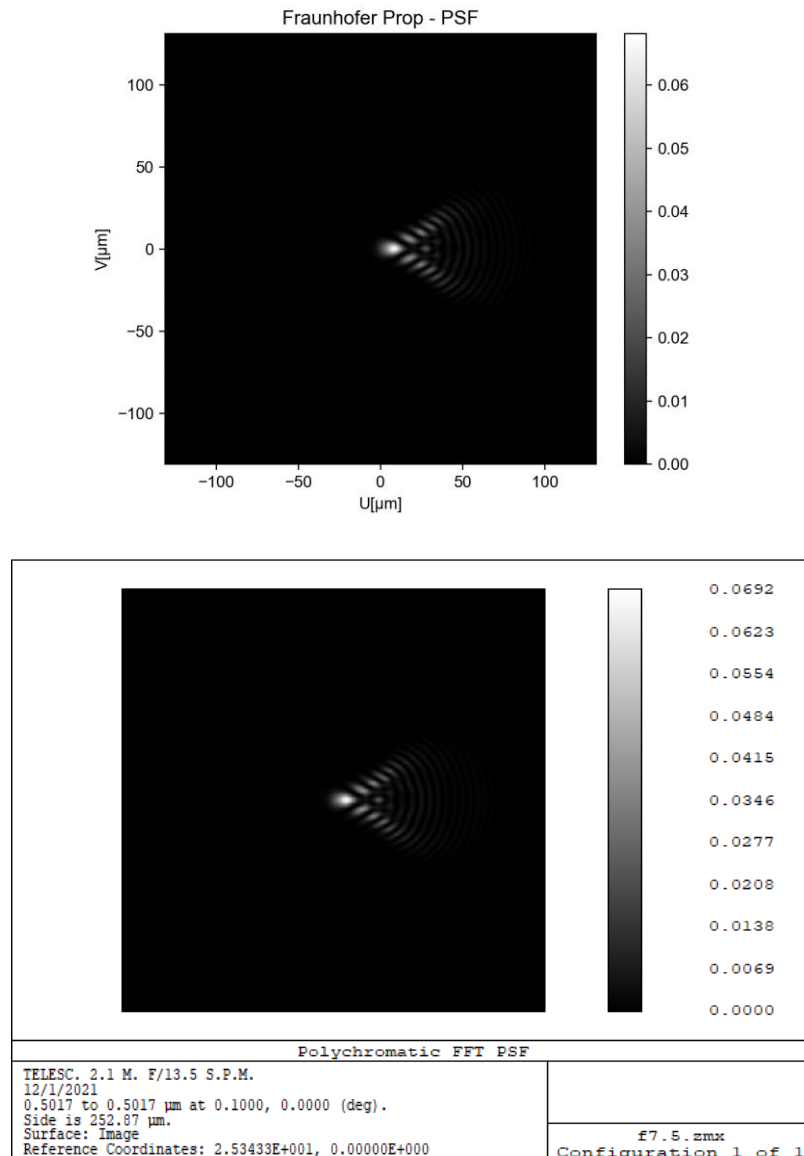 Fraunhofer Prop - PSF
100
50
0
−50
−100
V[μm]
−100 −50 0 50 100
U[μm]
0.06
0.05
0.04
0.03
0.02
0.01
0.00
0.0692
0.0623
0.0554
0.0484
0.0415
0.0346
0.0277
0.0208
0.0138
0.0069
0.0000
Polychromatic FFT PSF
TELESC. 2.1 M. F/13.5 S.P.M.
12/1/2021
0.5017 to 0.5017 μm at 0.1000, 0.0000 (deg).
Side is 252.87 μm.
Surface: Image
Reference Coordinates: 2.53433E+001, 0.00000E+000
f7.5.zmx
Configuration 1 of 1